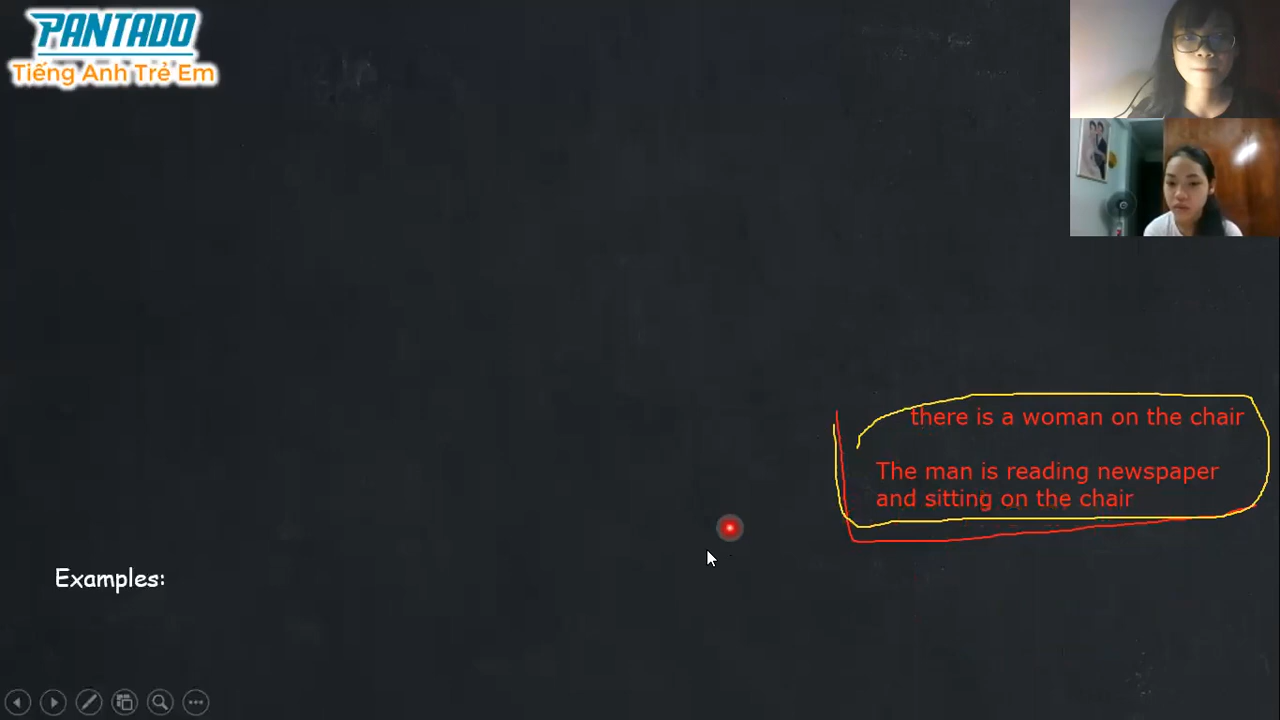 PANTADO
Tiếng Anh Trẻ Em
there is a woman on the chair
The man is reading newspaper
and sitting on the chair
Examples: